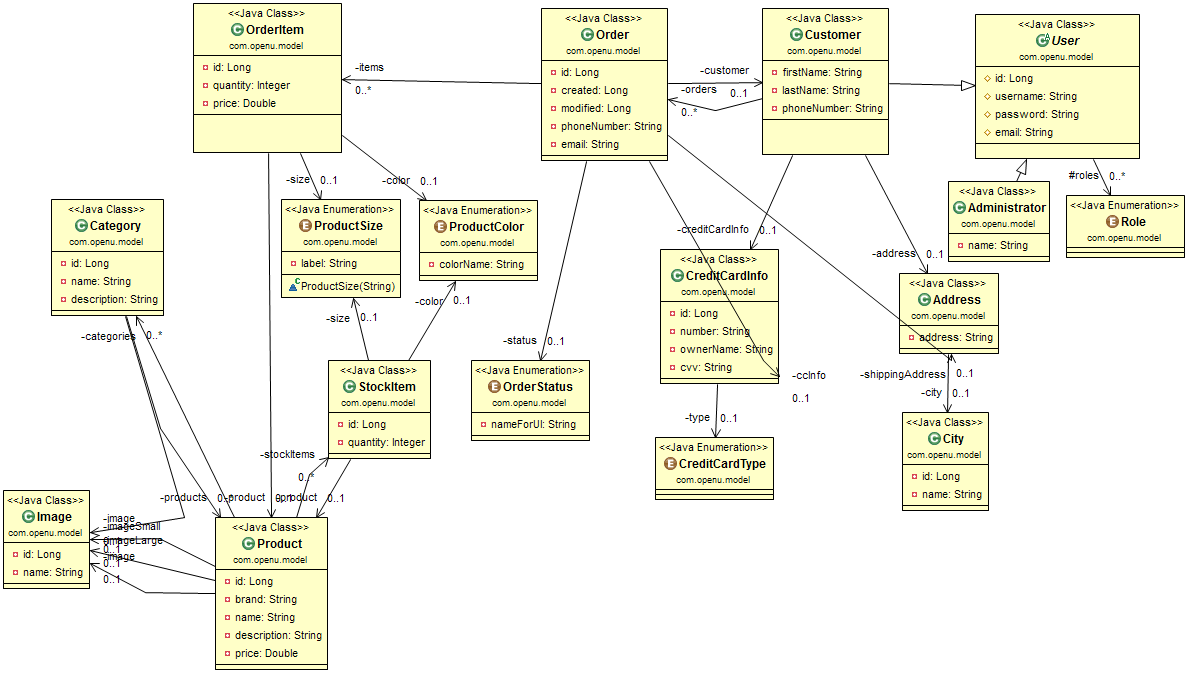 <<Java Class>>
OrderItem
com.openu.model
id: Long
quantity: Integer
price: Double
<<Java Class>>
Order
com.openu.model
id: Long
created: Long
modified: Long
phoneNumber: String
email: String
<<Java Class>>
Customer
com.openu.model
firstName: String
lastName: String
phoneNumber: String
<<Java Class>>
User
com.openu.model
id: Long
username: String
password: String
email: String
-items
0..*
-customer
0..1
-orders
0..*
-size 0..1
-color 0..1
#roles 0..*
<<Java Class>>
Category
com.openu.model
id: Long
name: String
description: String
<<Java Enumeration>>
ProductSize
com.openu.model
label: String
ProductSize(String)
<<Java Enumeration>>
ProductColor
com.openu.model
colorName: String
<<Java Class>>
Administrator
com.openu.model
name: String
<<Java Enumeration>>
Role
com.openu.model
-creditCardInfo 0..1
-address 0..1
<<Java Class>>
CreditCardInfo
com.openu.model
id: Long
number: String
ownerName: String
cvv: String
<<Java Class>>
Address
com.openu.model
address: String
-categories 0..*
-size 0..1
-color 0..1
-status 0..1
-ccInfo
0..1
-shippingAddress 0..1
-city 0..1
<<Java Class>>
StockItem
com.openu.model
id: Long
quantity: Integer
<<Java Enumeration>>
OrderStatus
com.openu.model
nameForUI: String
-type 0..1
<<Java Enumeration>>
CreditCardType
com.openu.model
<<Java Class>>
City
com.openu.model
id: Long
name: String
-stockItems
0..*
-products 0..*
-product 0..1
-product 0..1
<<Java Class>>
Image
com.openu.model
id: Long
name: String
-image
-imageSmall
-imageLarge
0..1
-image
0..1
0..1
<<Java Class>>
Product
com.openu.model
id: Long
brand: String
name: String
description: String
price: Double